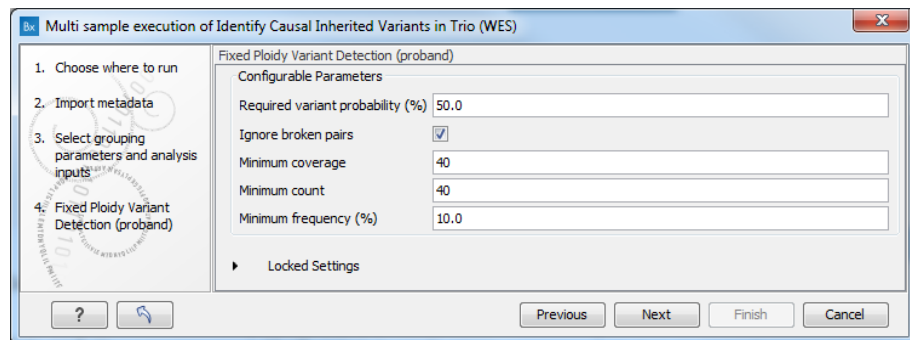 Bx Multi sample execution of Identify Causal Inherited Variants in Trio (WES)
x
1. Choose where to run
2. Import metadata
3. Select grouping
parameters and analysis
inputs
4. Fixed Ploidy Variant
Detection (proband)
Fixed Ploidy Variant Detection (proband)
Configurable Parameters
Required variant probability (%) 50.0
Ignore broken pairs
Minimum coverage 40
Minimum count 40
Minimum frequency (%) 10.0
Locked Settings
? Previous Next Finish Cancel